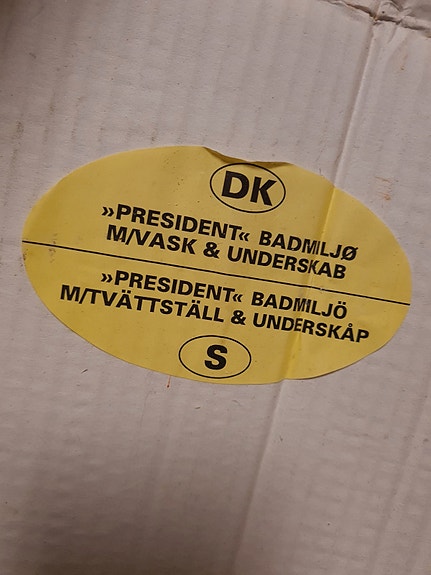 DK
»PRESIDENT« BADMILJØ
M/VASK & UNDERSKAB
»PRESIDENT« BADMILJÖ
M/TVÄTTSTÄLL & UNDERSKÅP
S